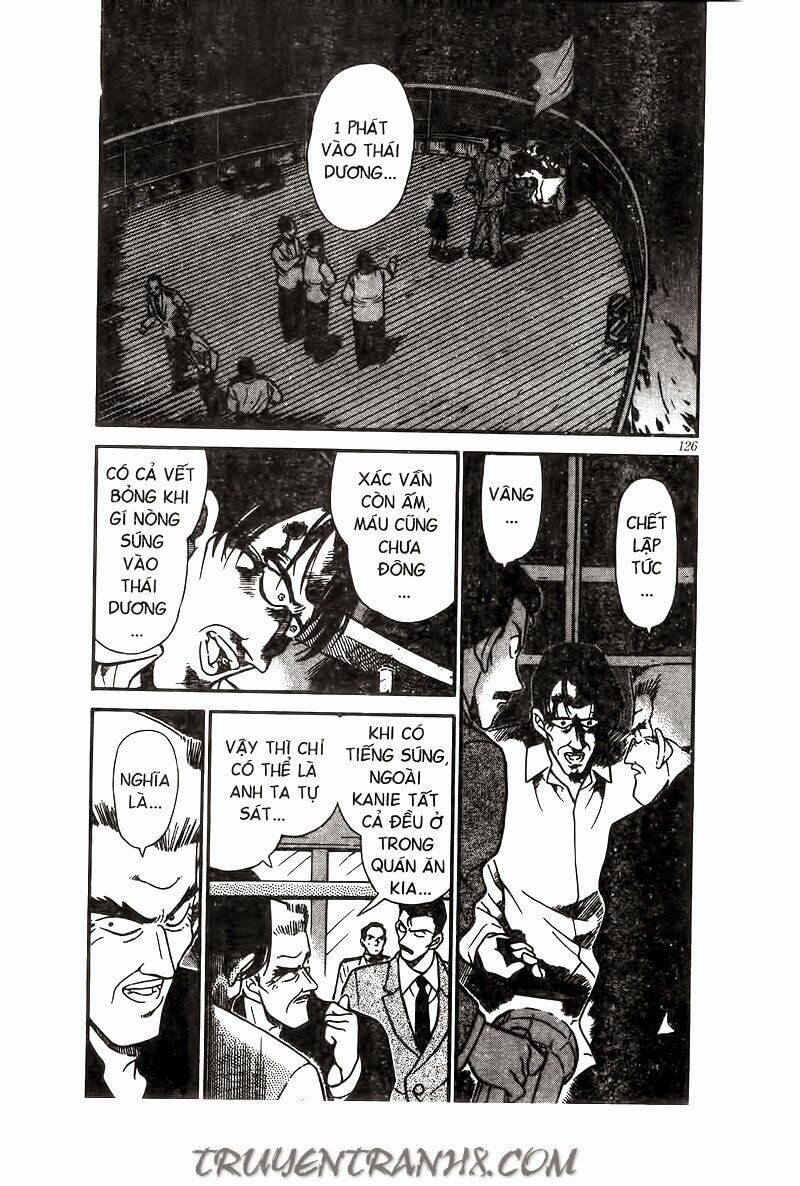 1 PHÁT
VÀO THÁI
DƯƠNG...
126
CHẾT
LẬP
TỨC
...
VÂNG
...
XÁC VẪN
CÒN ẤM,
MÁU CŨNG
CHƯA
ĐÔNG
...
CÓ CẢ VẾT
BỎNG KHI
GÍ NÒNG
SÚNG
VÀO
THÁI
DƯƠNG
...
KHI CÓ
TIẾNG SÚNG,
NGOÀI
KANIE TẤT
CẢ ĐỀU Ở
TRONG
QUÁN ĂN
KIA...
VẬY THÌ CHỈ
CÓ THỂ LÀ
ANH TA TỰ
SÁT...
NGHĨA
LÀ...
TRUYENTRANH8.COM